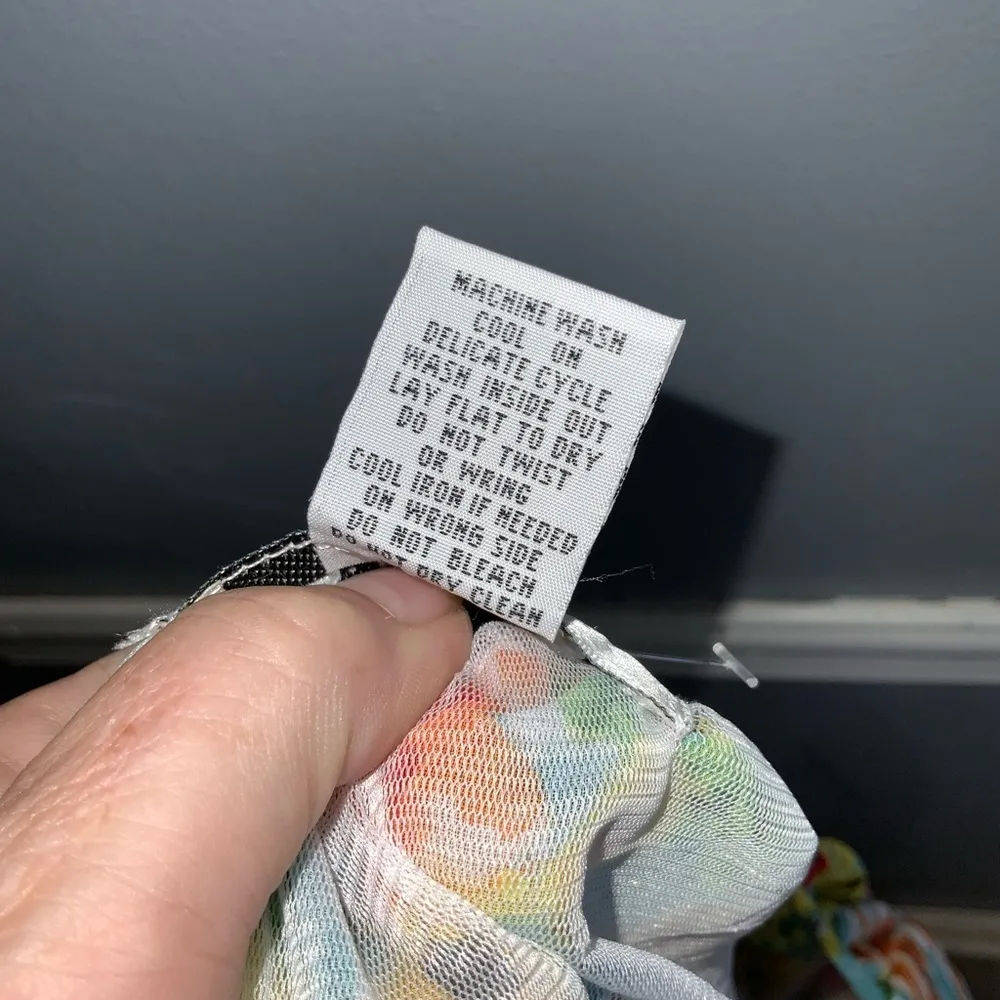 MACHINE WASH
COOL ON
DELICATE CYCLE
WASH INSIDE OUT
LAY FLAT TO DRY
DO NOT TWIST
OR WRING
COOL IRON IF NEEDED
ON WRONG SIDE
DO NOT BLEACH
DO NOT DRY CLEAN